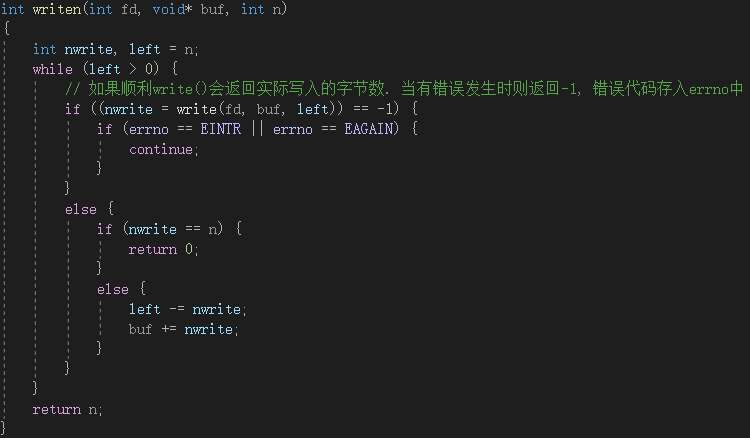 int writen(int fd, void* buf, int n)
{
    int nwrite, left = n;
    while (left > 0) {
        // 如果顺利write()会返回实际写入的字节数. 当有错误发生时则返回-1, 错误代码存入errno中
        if ((nwrite = write(fd, buf, left)) == -1) {
            if (errno == EINTR || errno == EAGAIN) {
                continue;
            }
        }
        else {
            if (nwrite == n) {
                return 0;
            }
            else {
                left -= nwrite;
                buf += nwrite;
            }
        }
    }
    return n;
}